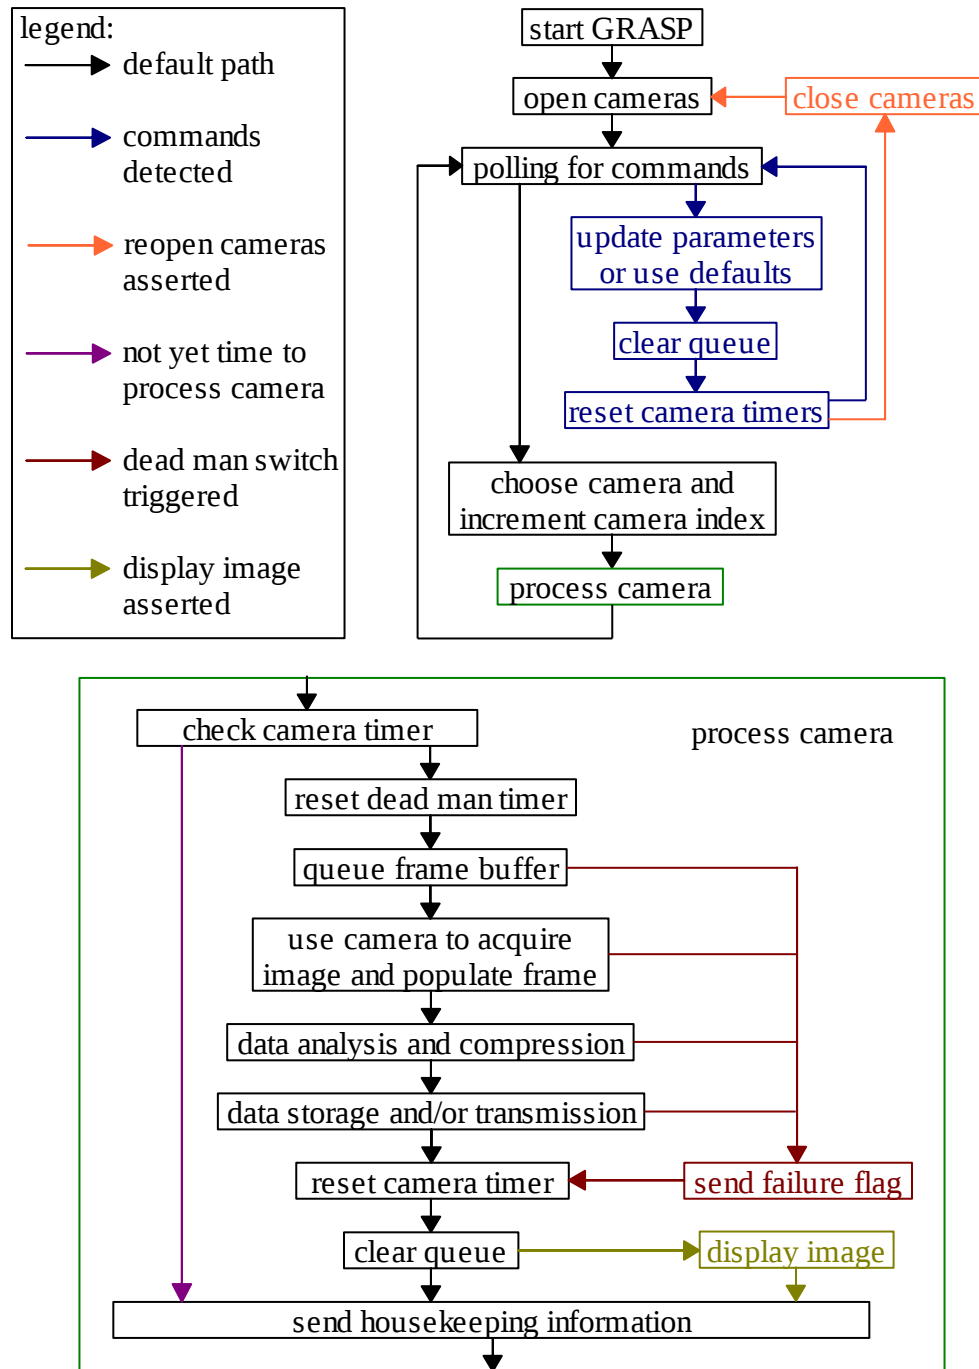 legend:
default path
commands
detected
reopen cameras
asserted
not yet time to
process camera
dead man switch
triggered
display image
asserted
start GRASP
open cameras
close cameras
polling for commands
update parameters
or use defaults
clear queue
reset camera timers
choose camera and
increment camera index
process camera
process camera
check camera timer
reset dead man timer
queue frame buffer
use camera to acquire
image and populate frame
data analysis and compression
data storage and/or transmission
reset camera timer
send failure flag
clear queue
display image
send housekeeping information